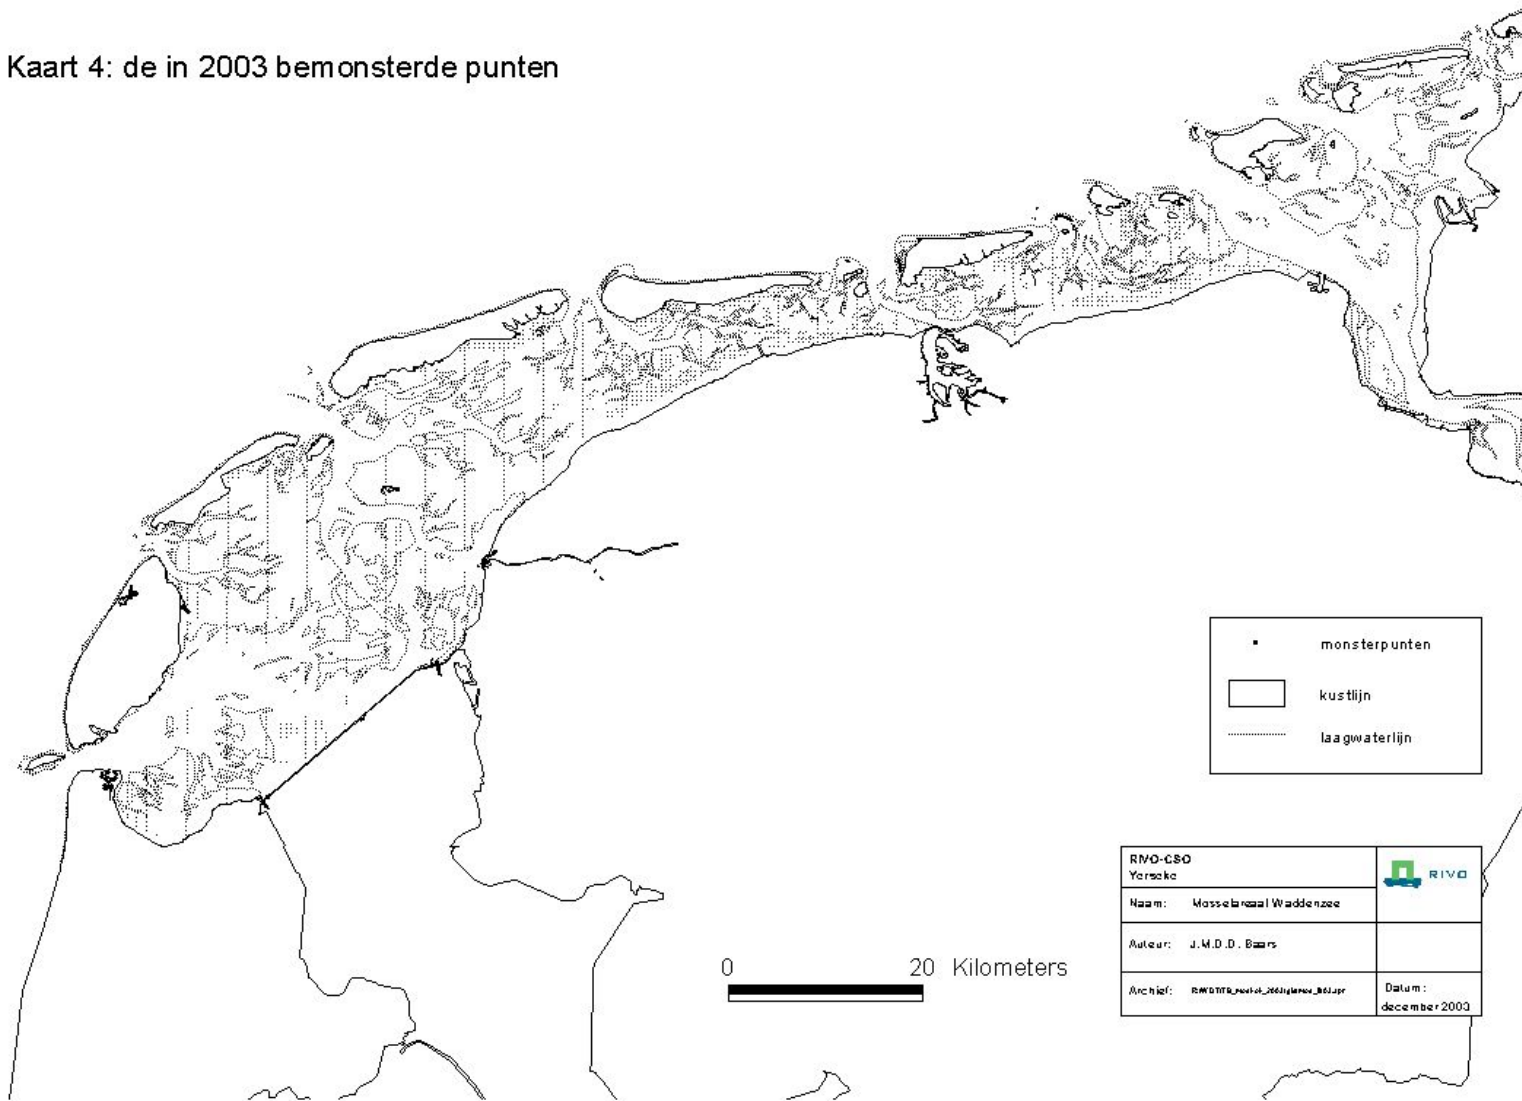 Kaart 4: de in 2003 bemonsterde punten
monsterpunten
kustlijn
laagwaterlijn
0 20 Kilometers
RIVO-CSO
Yerseke
RIVO
Naam: Mosselareaal Waddenzee
Auteur: J.M.D.D. Baars
Archief:
Datum:
december 2003